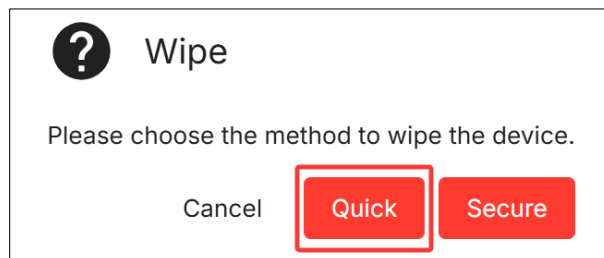 Wipe
Please choose the method to wipe the device.
Cancel Quick Secure